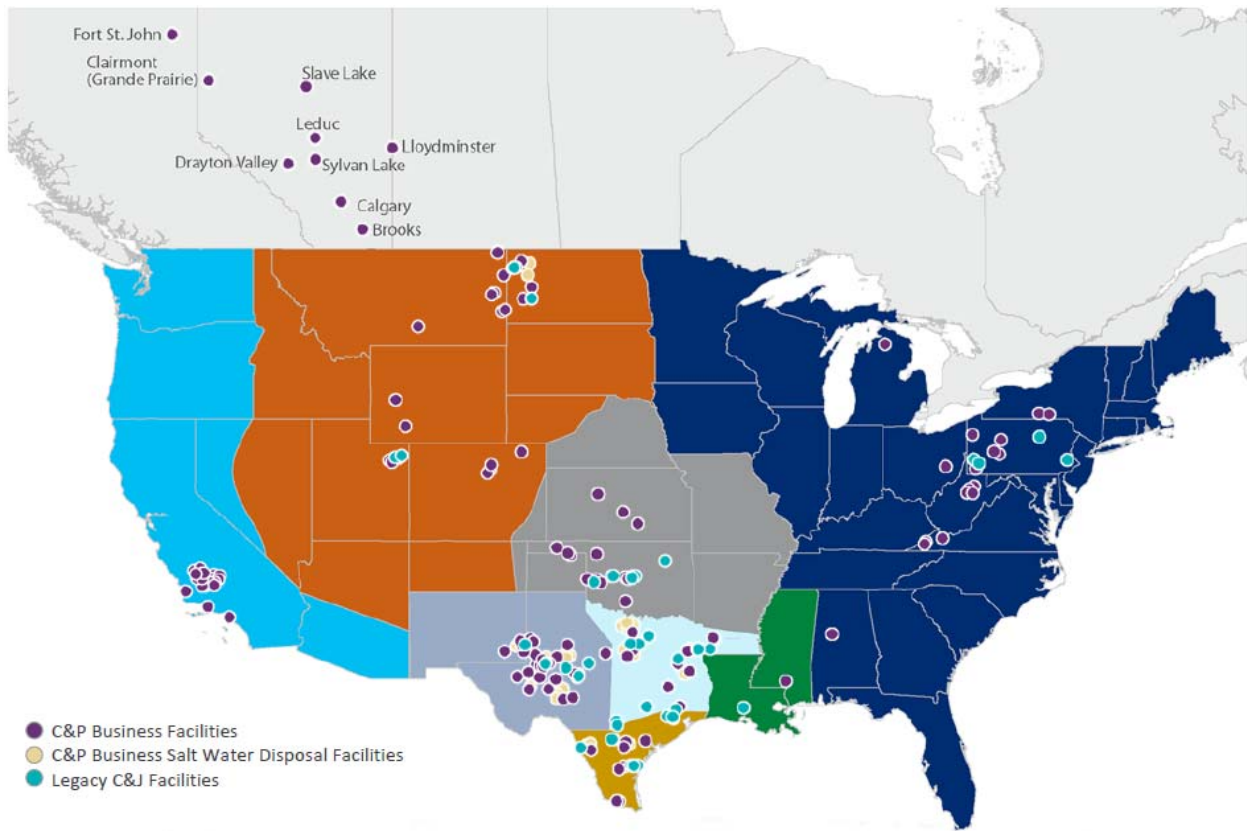 Fort St. John
Clairmont
(Grande Prairie)
Slave Lake
Leduc
Lloydminster
Drayton Valley
Sylvan Lake
Calgary
Brooks
C&P Business Facilities
C&P Business Salt Water Disposal Facilities
Legacy C&J Facilities